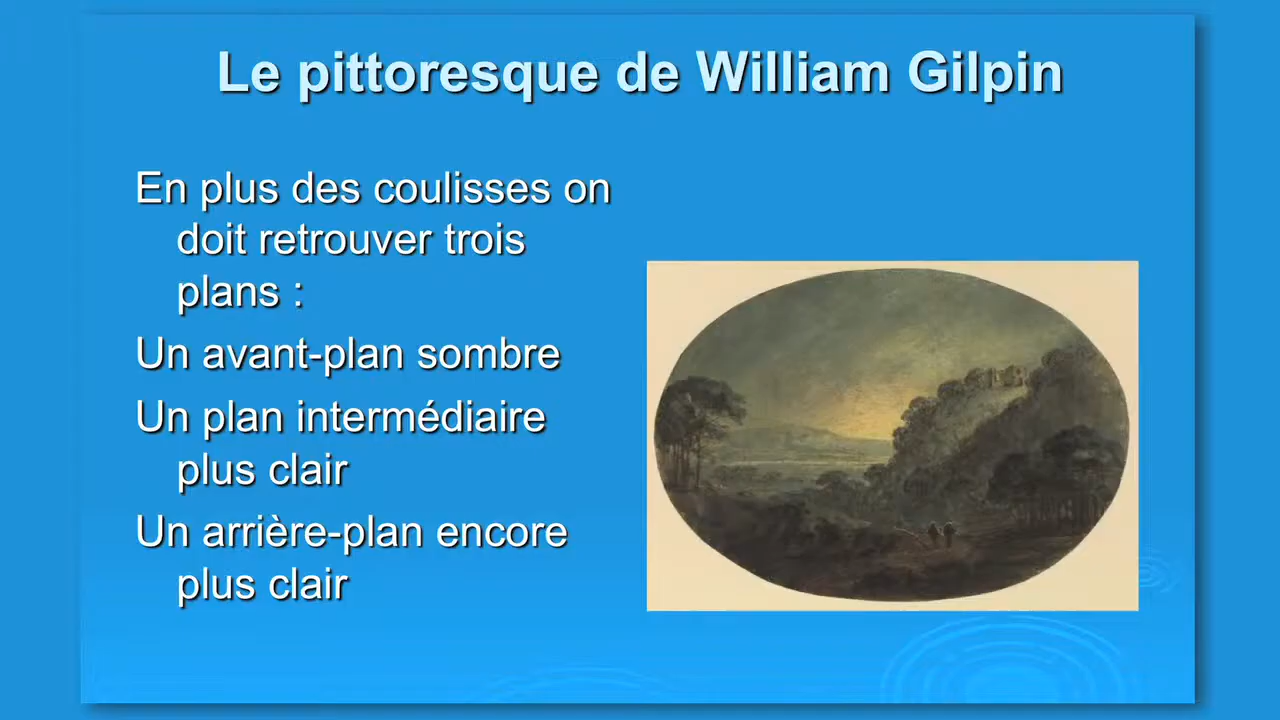 Le pittoresque de William Gilpin
En plus des coulisses on
doit retrouver trois
plans :
Un avant-plan sombre
Un plan intermédiaire
plus clair
Un arrière-plan encore
plus clair